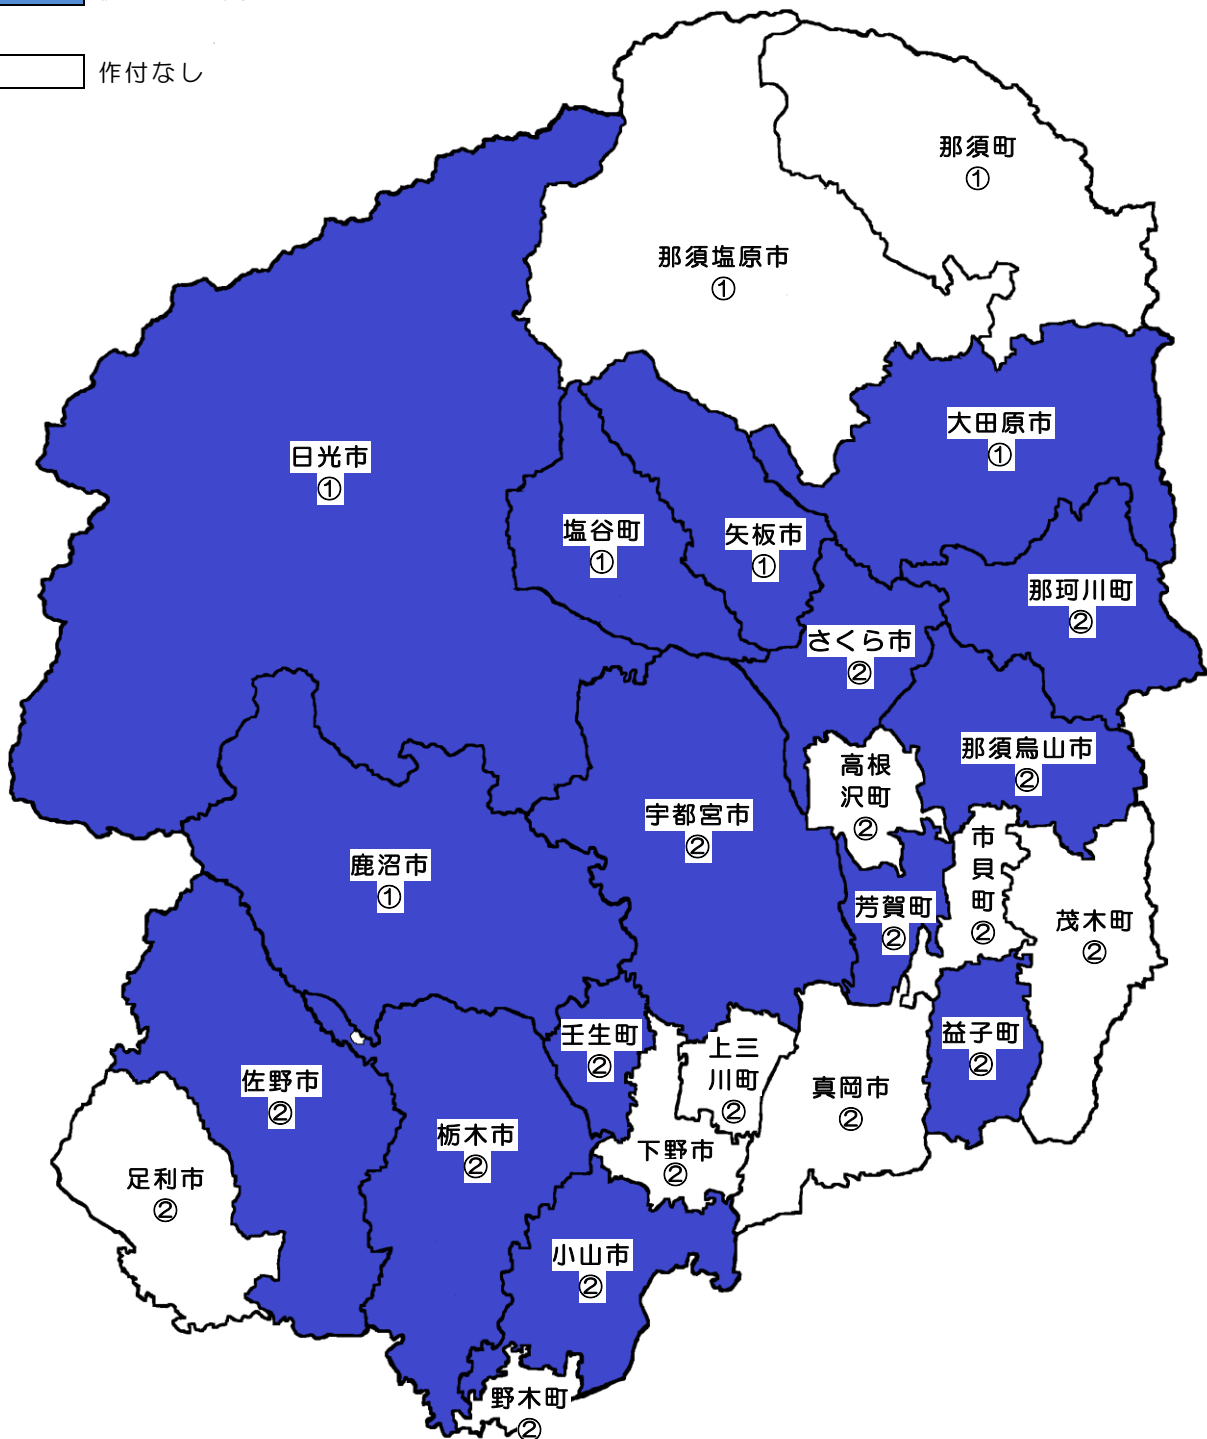 作付なし
那須町
①
那須塩原市
①
大田原市
①
日光市
①
塩谷町
①
矢板市
①
那珂川町
②
さくら市
②
那須烏山市
②
高根
沢町
②
宇都宮市
②
市
貝
町
②
鹿沼市
①
芳賀町
②
茂木町
②
壬生町
②
上三
川町
②
益子町
②
佐野市
②
真岡市
②
栃木市
②
下野市
②
足利市
②
小山市
②
野木町
②